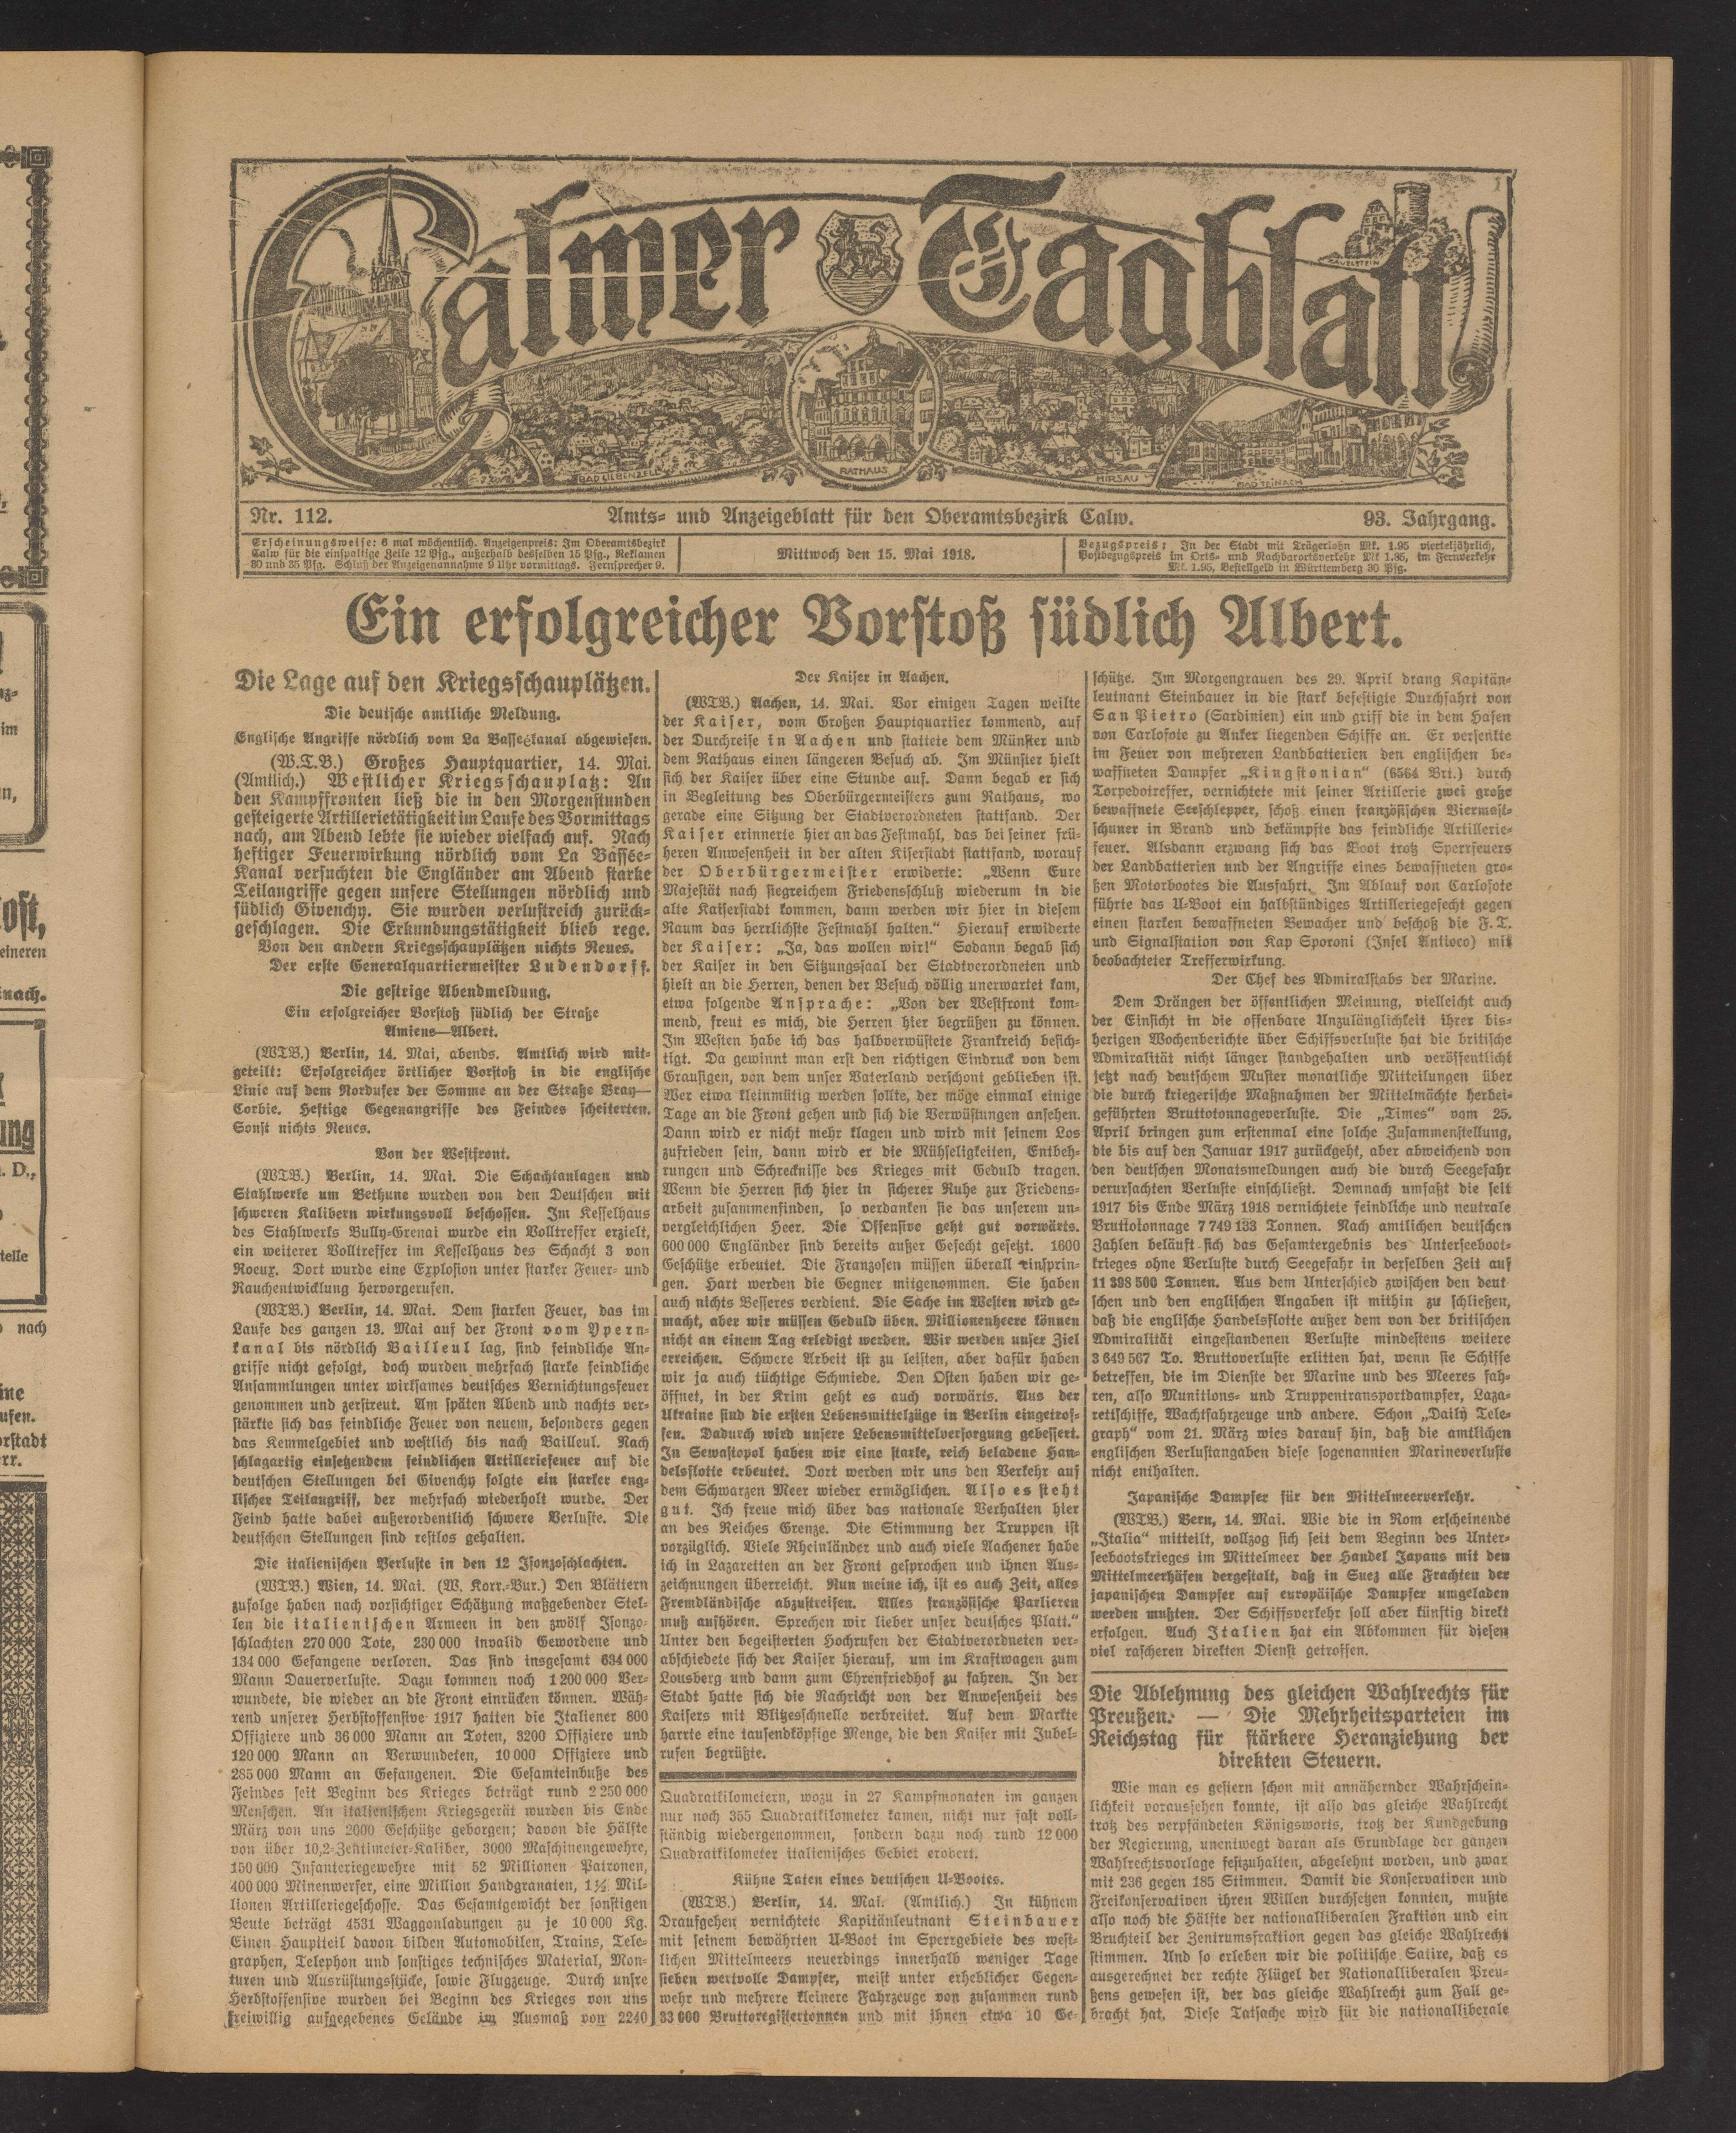 Calwer Tagblatt
ZAVELSTEIN
BAD LIEBENZELL
RATHAUS
HIRSAU
BAD TEINACH
Nr. 112.
Amts- und Anzeigeblatt für den Oberamtsbezirk Calw.
93. Jahrgang.
Erscheinungsweise: 6 mal wöchentlich. Anzeigenpreis: Im Oberamtsbezirk
Calw für die einspaltige Zeile 12 Pfg., außerhalb desselben 15 Pfg., Reklamen
30 und 35 Pfg. Schluß der Anzeigenannahme 9 Uhr vormittags. Fernsprecher 9.
Mittwoch den 15. Mai 1918.
Bezugspreis: In der Stadt mit Trägerlohn Mk. 1.95 vierteljährlich,
Postbezugspreis im Orts- und Nachbarortsverkehr Mk 1.85, im Fernverkehr
Mk. 1.95, Bestellgeld in Württemberg 30 Pfg.
Ein erfolgreicher Vorstoß südlich Albert.
Die Lage auf den Kriegsschauplätzen.
Die deutsche amtliche Meldung.
Englische Angriffe nördlich vom La Basseélanal abgewiesen.
(W.T.B.) Großes Hauptquartier, 14. Mai.
(Amtlich.) Westlicher Kriegsschauplatz: An
den Kampffronten ließ die in den Morgenstunden
gesteigerte Artillerietätigkeit im Laufe des Vormittags
nach, am Abend lebte sie wieder vielfach auf. Nach
heftiger Feuerwirkung nördlich vom La Bassée-
Kanal versuchten die Engländer am Abend starke
Teilangriffe gegen unsere Stellungen nördlich und
südlich Givenchy. Sie wurden verlustreich zurück-
geschlagen. Die Erkundungstätigkeit blieb rege.
Von den andern Kriegsschauplätzen nichts Neues.
Der erste Generalquartiermeister Ludendorff.
Die gestrige Abendmeldung.
Ein erfolgreicher Vorstoß südlich der Straße
Amiens—Albert.
(WTB.) Berlin, 14. Mai, abends. Amtlich wird mit-
geteilt: Erfolgreicher örtlicher Vorstoß in die englische
Linie auf dem Nordufer der Somme an der Straße Bray—
Corbie. Heftige Gegenangriffe des Feindes scheiterten.
Sonst nichts Neues.
Von der Westfront.
(WTB.) Berlin, 14. Mai. Die Schachtanlagen und
Stahlwerke um Bethune wurden von den Deutschen mit
schweren Kalibern wirkungsvoll beschossen. Im Kesselhaus
des Stahlwerks Bully-Grenai wurde ein Volltreffer erzielt,
ein weiterer Volltreffer im Kesselhaus des Schacht 3 von
Roeux. Dort wurde eine Explosion unter starker Feuer- und
Rauchentwicklung hervorgerufen.
(WTB.) Berlin, 14. Mai. Dem starken Feuer, das im
Laufe des ganzen 13. Mai auf der Front vom Ypern-
kanal bis nördlich Bailleul lag, sind feindliche An-
griffe nicht gefolgt, doch wurden mehrfach starke feindliche
Ansammlungen unter wirksames deutsches Vernichtungsfeuer
genommen und zerstreut. Am späten Abend und nachts ver-
stärkte sich das feindliche Feuer von neuem, besonders gegen
das Kemmelgebiet und westlich bis nach Bailleul. Nach
schlagartig einsetzendem feindlichen Artilleriefeuer auf die
deutschen Stellungen bei Givenchy folgte ein starker eng-
lischer Teilangriff, der mehrfach wiederholt wurde. Der
Feind hatte dabei außerordentlich schwere Verluste. Die
deutschen Stellungen sind restlos gehalten.
Die italienischen Verluste in den 12 Isonzoschlachten.
(WTB.) Wien, 14. Mai. (W. Korr.-Bur.) Den Blättern
zufolge haben nach vorsichtiger Schätzung maßgebender Stel-
len die italienischen Armeen in den zwölf Isonzo-
schlachten 270 000 Tote, 230 000 invalid Gewordene und
134 000 Gefangene verloren. Das sind insgesamt 634 000
Mann Dauerverluste. Dazu kommen noch 1 200 000 Ver-
wundete, die wieder an die Front einrücken können. Wäh-
rend unserer Herbstoffensive 1917 hatten die Italiener 800
Offiziere und 36 000 Mann an Toten, 3200 Offiziere und
120 000 Mann an Verwundeten, 10 000 Offiziere und
285 000 Mann an Gefangenen. Die Gesamteinbuße des
Feindes seit Beginn des Krieges beträgt rund 2 250 000
Menschen. An italienischem Kriegsgerät wurden bis Ende
März von uns 2000 Geschütze geborgen; davon die Hälfte
von über 10,2-Zentimeter-Kaliber, 3000 Maschinengewehre,
150 000 Infanteriegewehre mit 52 Millionen Patronen,
400 000 Minenwerfer, eine Million Handgranaten, 1½ Mil-
lionen Artilleriegeschosse. Das Gesamtgewicht der sonstigen
Beute beträgt 4531 Waggonladungen zu je 10 000 Kg.
Einen Hauptteil davon bilden Automobilen, Trains, Tele-
graphen, Telephon und sonstiges technisches Material, Mon-
turen und Ausrüstungsstücke, sowie Flugzeuge. Durch unsre
Herbstoffensive wurden bei Beginn des Krieges von uns
freiwillig aufgegebenes Gelände im Ausmaß von 2240
Der Kaiser in Aachen.
(WTB.) Aachen, 14. Mai. Vor einigen Tagen weilte
der Kaiser, vom Großen Hauptquartier kommend, auf
der Durchreise in Aachen und stattete dem Münster und
dem Rathaus einen längeren Besuch ab. Im Münster hielt
sich der Kaiser über eine Stunde auf. Dann begab er sich
in Begleitung des Oberbürgermeisters zum Rathaus, wo
gerade eine Sitzung der Stadtverordneten stattfand. Der
Kaiser erinnerte hier an das Festmahl, das bei seiner frü-
heren Anwesenheit in der alten Kiserstadt stattfand, worauf
der Oberbürgermeister erwiderte: „Wenn Eure
Majestät nach siegreichem Friedensschluß wiederum in die
alte Kaiserstadt kommen, dann werden wir hier in diesem
Raum das herrlichste Festmahl halten.“ Hierauf erwiderte
der Kaiser: „Ja, das wollen wir!“ Sodann begab sich
der Kaiser in den Sitzungssaal der Stadtverordneten und
hielt an die Herren, denen der Besuch völlig unerwartet kam,
etwa folgende Ansprache: „Von der Westfront kom-
mend, freut es mich, die Herren hier begrüßen zu können.
Im Westen habe ich das halbverwüstete Frankreich besich-
tigt. Da gewinnt man erst den richtigen Eindruck von dem
Grausigen, von dem unser Vaterland verschont geblieben ist.
Wer etwa kleinmütig werden sollte, der möge einmal einige
Tage an die Front gehen und sich die Verwüstungen ansehen.
Dann wird er nicht mehr klagen und wird mit seinem Los
zufrieden sein, dann wird er die Mühseligkeiten, Entbeh-
rungen und Schrecknisse des Krieges mit Geduld tragen.
Wenn die Herren sich hier in sicherer Ruhe zur Friedens-
arbeit zusammenfinden, so verdanken sie das unserem un-
vergleichlichen Heer. Die Offensive geht gut vorwärts.
600 000 Engländer sind bereits außer Gefecht gesetzt. 1600
Geschütze erbeutet. Die Franzosen müssen überall einsprin-
gen. Hart werden die Gegner mitgenommen. Sie haben
auch nichts Besseres verdient. Die Sache im Westen wird ge-
macht, aber wir müssen Geduld üben. Millionenheere können
nicht an einem Tag erledigt werden. Wir werden unser Ziel
erreichen. Schwere Arbeit ist zu leisten, aber dafür haben
wir ja auch tüchtige Schmiede. Den Osten haben wir ge-
öffnet, in der Krim geht es auch vorwärts. Aus der
Ukraine sind die ersten Lebensmittelzüge in Berlin eingetrof-
fen. Dadurch wird unsere Lebensmittelversorgung gebessert.
In Sewastopol haben wir eine starke, reich beladene Han-
delsflotte erbeutet. Dort werden wir uns den Verkehr auf
dem Schwarzen Meer wieder ermöglichen. Also es steht
gut. Ich freue mich über das nationale Verhalten hier
an des Reiches Grenze. Die Stimmung der Truppen ist
vorzüglich. Viele Rheinländer und auch viele Aachener habe
ich in Lazaretten an der Front gesprochen und ihnen Aus-
zeichnungen überreicht. Nun meine ich, ist es auch Zeit, alles
Fremdländische abzustreifen. Alles französische Parlieren
muß aufhören. Sprechen wir lieber unser deutsches Platt.“
Unter den begeisterten Hochrufen der Stadtverordneten ver-
abschiedete sich der Kaiser hierauf, um im Kraftwagen zum
Lousberg und dann zum Ehrenfriedhof zu fahren. In der
Stadt hatte sich die Nachricht von der Anwesenheit des
Kaisers mit Blitzesschnelle verbreitet. Auf dem Markte
harrte eine tausendköpfige Menge, die den Kaiser mit Jubel-
rufen begrüßte.
Quadratkilometern, wozu in 27 Kampfmonaten im ganzen
nur noch 355 Quadratkilometer kamen, nicht nur fast voll-
ständig wiedergenommen, sondern dazu noch rund 12 000
Quadratkilometer italienisches Gebiet erobert.
Kühne Taten eines deutschen U-Bootes.
(WTB.) Berlin, 14. Mai. (Amtlich.) In kühnem
Draufgehen vernichtete Kapitänleutnant Steinbauer
mit seinem bewährten U-Boot im Sperrgebiete des west-
lichen Mittelmeers neuerdings innerhalb weniger Tage
sieben wertvolle Dampfer, meist unter erheblicher Gegen-
wehr und mehrere kleinere Fahrzeuge von zusammen rund
33 000 Bruttoregistertonnen und mit ihnen etwa 10 Ge-
schütze. Im Morgengrauen des 29. April drang Kapitän-
leutnant Steinbauer in die stark befestigte Durchfahrt von
San Pietro (Sardinien) ein und griff die in dem Hafen
von Carlofote zu Anker liegenden Schiffe an. Er versenkte
im Feuer von mehreren Landbatterien den englischen be-
waffneten Dampfer „Kingstonian“ (6564 Brt.) durch
Torpedotreffer, vernichtete mit seiner Artillerie zwei große
bewaffnete Seeschlepper, schoß einen französischen Viermast-
schuner in Brand und bekämpfte das feindliche Artillerie-
feuer. Alsdann erzwang sich das Boot trotz Sperrfeuers
der Landbatterien und der Angriffe eines bewaffneten gro-
ßen Motorbootes die Ausfahrt. Im Ablauf von Carlofote
führte das U-Boot ein halbstündiges Artilleriegefecht gegen
einen starken bewaffneten Bewacher und beschoß die F.T.
und Signalstation von Kap Sporoni (Insel Antioco) mit
beobachteter Trefferwirkung.
Der Chef des Admiralstabs der Marine.
Dem Drängen der öffentlichen Meinung, vielleicht auch
der Einsicht in die offenbare Unzulänglichkeit ihrer bis-
herigen Wochenberichte über Schiffsverluste hat die britische
Admiralität nicht länger standgehalten und veröffentlicht
jetzt nach deutschem Muster monatliche Mitteilungen über
die durch kriegerische Maßnahmen der Mittelmächte herbei-
geführten Bruttotonnageverluste. Die „Times“ vom 25.
April bringen zum erstenmal eine solche Zusammenstellung,
die bis auf den Januar 1917 zurückgeht, aber abweichend von
den deutschen Monatsmeldungen auch die durch Seegefahr
verursachten Verluste einschließt. Demnach umfaßt die seit
1917 bis Ende März 1918 vernichtete feindliche und neutrale
Bruttotonnage 7 749 133 Tonnen. Nach amtlichen deutschen
Zahlen beläuft sich das Gesamtergebnis des Unterseeboot-
krieges ohne Verluste durch Seegefahr in derselben Zeit auf
11 398 500 Tonnen. Aus dem Unterschied zwischen den deut
schen und den englischen Angaben ist mithin zu schließen,
daß die englische Handelsflotte außer dem von der britischen
Admiralität eingestandenen Verluste mindestens weitere
3 649 567 To. Bruttoverluste erlitten hat, wenn sie Schiffe
betreffen, die im Dienste der Marine und des Meeres fah-
ren, also Munitions- und Truppentransportdampfer, Laza-
rettschiffe, Wachtfahrzeuge und andere. Schon „Daily Tele-
graph“ vom 21. März wies darauf hin, daß die amtlichen
englischen Verlustangaben diese sogenannten Marineverluste
nicht enthalten.
Japanische Dampfer für den Mittelmeerverkehr.
(WTB.) Bern, 14. Mai. Wie die in Rom erscheinende
„Italia“ mitteilt, vollzog sich seit dem Beginn des Unter-
seebootskrieges im Mittelmeer der Handel Japans mit den
Mittelmeerhäfen dergestalt, daß in Suez alle Frachten der
japanischen Dampfer auf europäische Dampfer umgeladen
werden mußten. Der Schiffsverkehr soll aber künftig direkt
erfolgen. Auch Italien hat ein Abkommen für diesen
viel rascheren direkten Dienst getroffen.
Die Ablehnung des gleichen Wahlrechts für
Preußen. — Die Mehrheitsparteien im
Reichstag für stärkere Heranziehung der
direkten Steuern.
Wie man es gestern schon mit annähernder Wahrschein-
lichkeit voraussehen konnte, ist also das gleiche Wahlrecht
trotz des verpfändeten Königsworts, trotz der Kundgebung
der Regierung, unentwegt daran als Grundlage der ganzen
Wahlrechtsvorlage festzuhalten, abgelehnt worden, und zwar
mit 236 gegen 185 Stimmen. Damit die Konservativen und
Freikonservativen ihren Willen durchsetzen konnten, mußte
also noch die Hälfte der nationalliberalen Fraktion und ein
Bruchteil der Zentrumsfraktion gegen das gleiche Wahlrecht
stimmen. Und so erleben wir die politische Satire, daß es
ausgerechnet der rechte Flügel der Nationalliberalen Preu-
ßens gewesen ist, der das gleiche Wahlrecht zum Fall ge-
bracht hat. Diese Tatsache wird für die nationalliberale